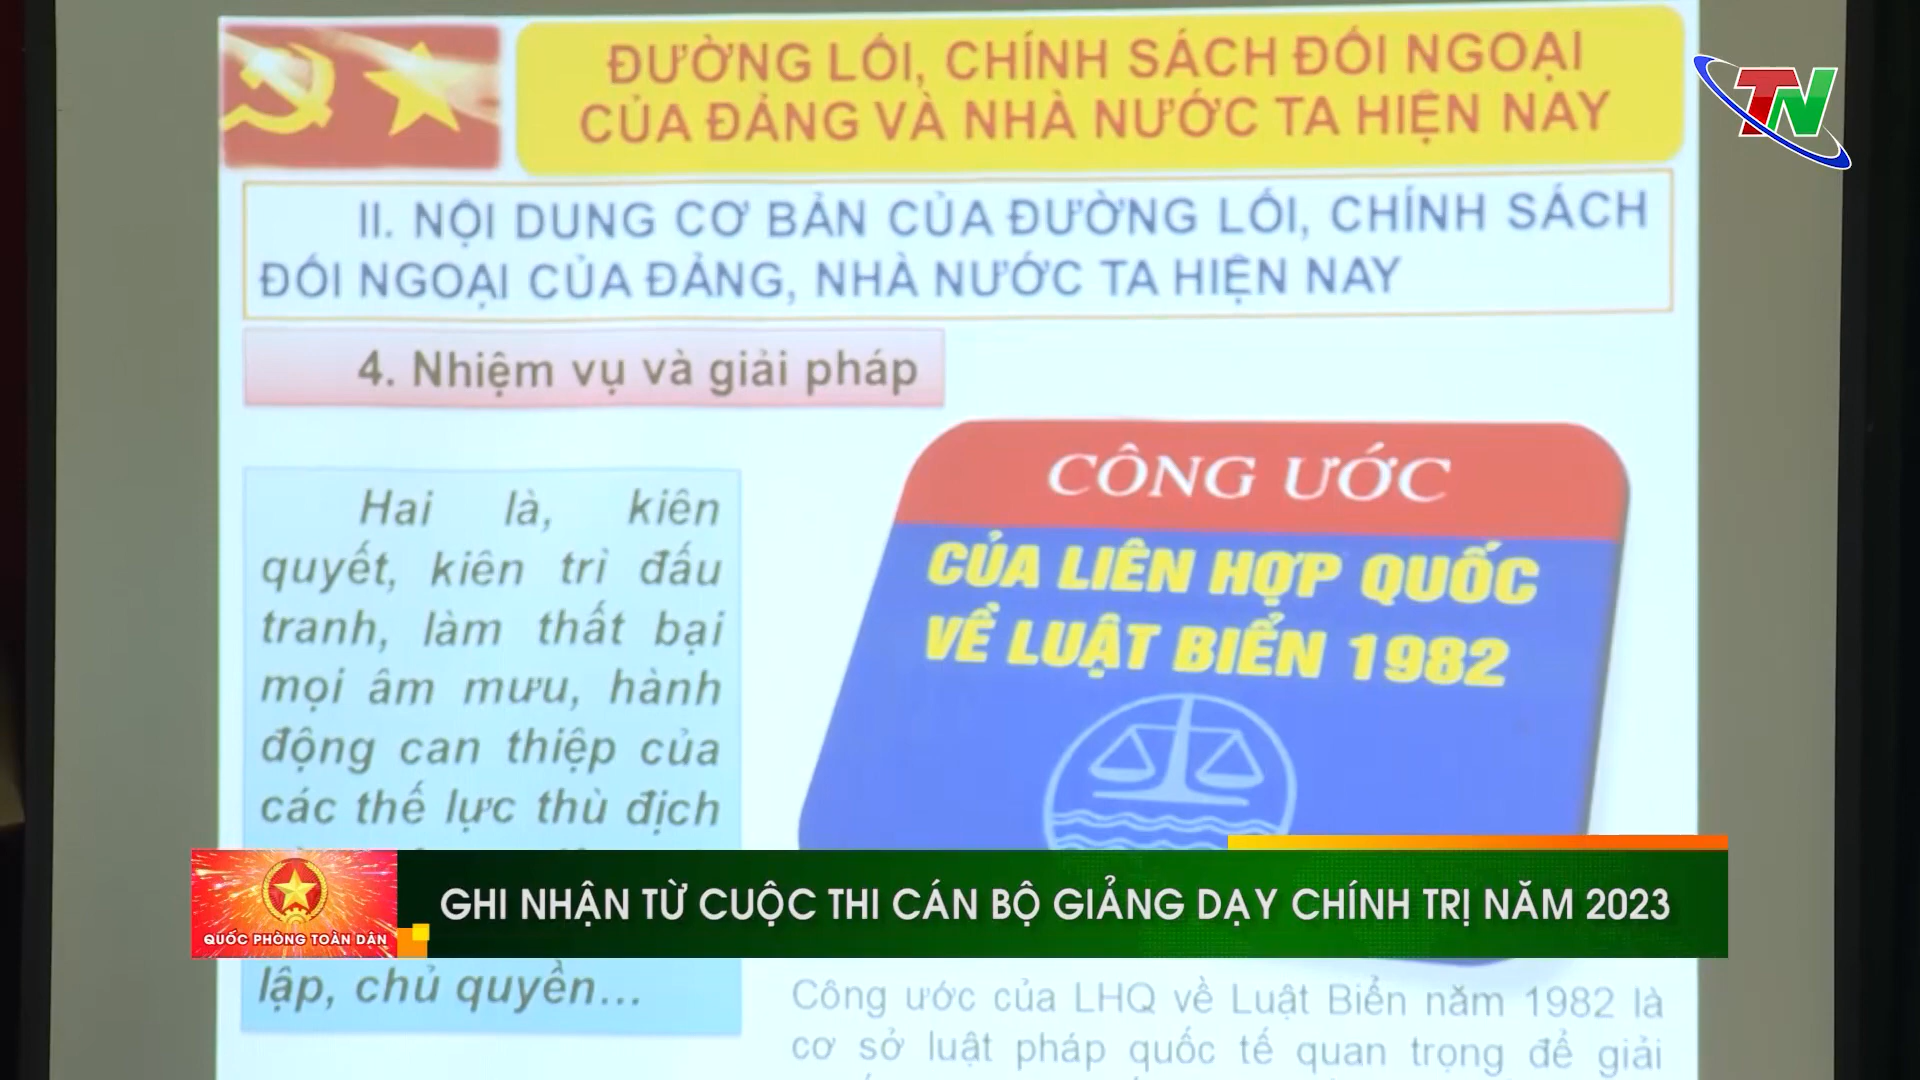 ĐƯỜNG LỐI, CHÍNH SÁCH ĐỐI NGOẠI
CỦA ĐẢNG VÀ NHÀ NƯỚC TA HIỆN NAY
TN
II. NỘI DUNG CƠ BẢN CỦA ĐƯỜNG LỐI, CHÍNH SÁCH
ĐỐI NGOẠI CỦA ĐẢNG, NHÀ NƯỚC TA HIỆN NAY
4. Nhiệm vụ và giải pháp
Hai là, kiên
quyết, kiên trì đấu
tranh, làm thất bại
mọi âm mưu, hành
động can thiệp của
các thế lực thù địch
lập, chủ quyền...
CÔNG ƯỚC
CỦA LIÊN HỢP QUỐC
VỀ LUẬT BIỂN 1982
Công ước của LHQ về Luật Biển năm 1982 là
cơ sở luật pháp quốc tế quan trọng để giải
QUỐC PHÒNG TOÀN DÂN
GHI NHẬN TỪ CUỘC THI CÁN BỘ GIẢNG DẠY CHÍNH TRỊ NĂM 2023